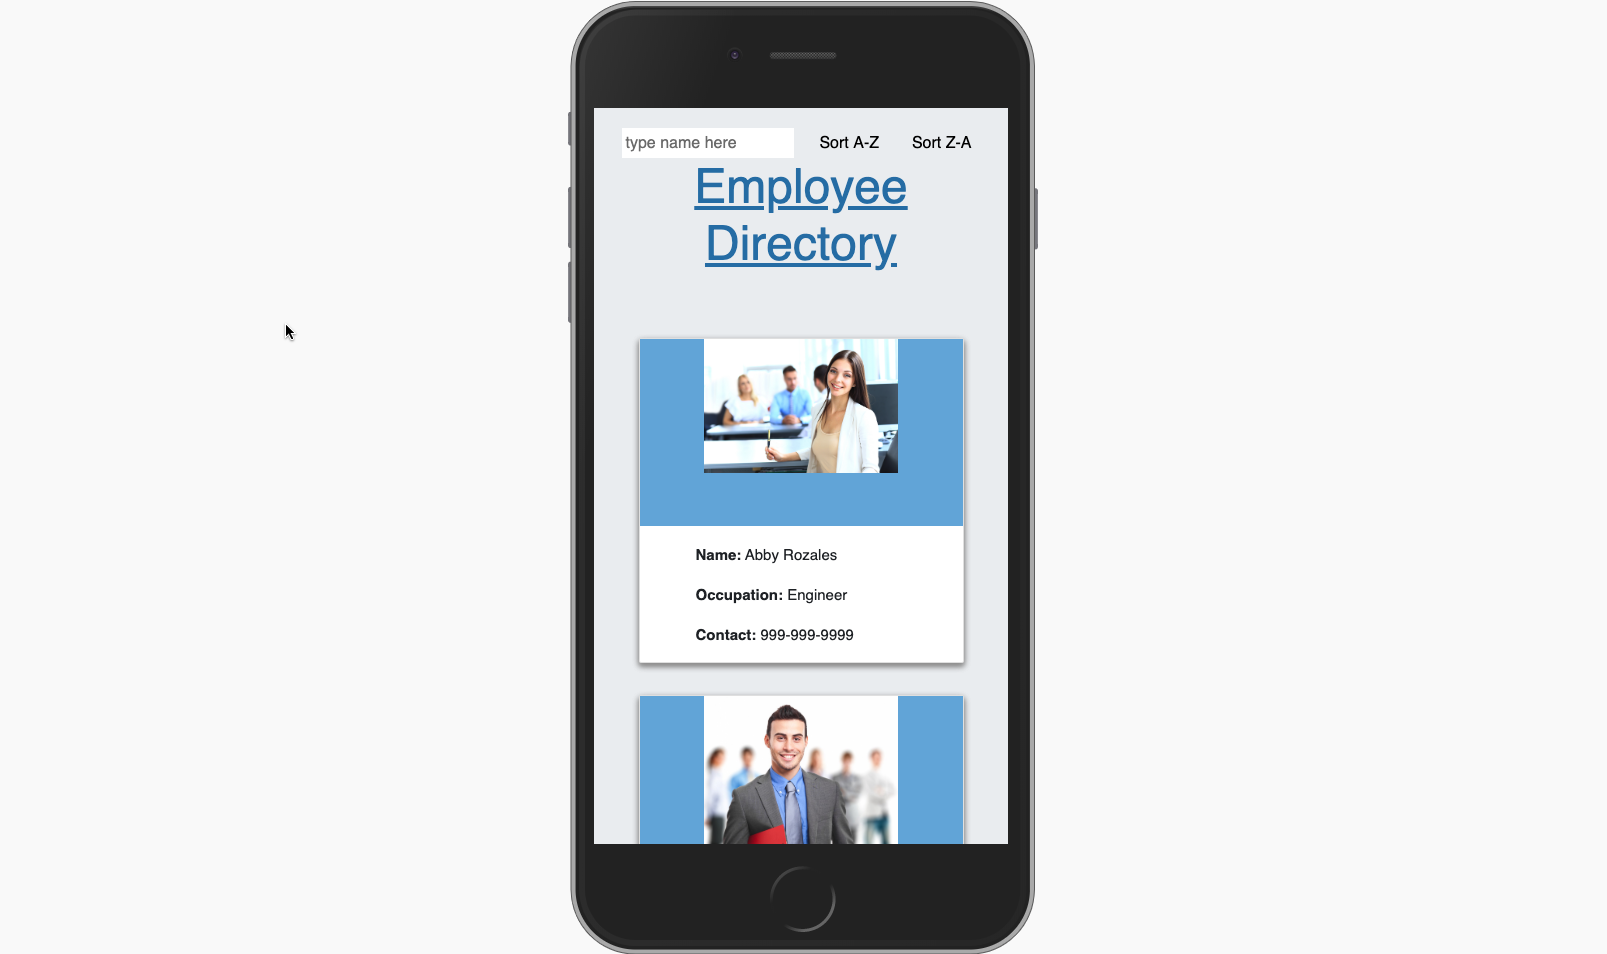 type name here Sort A-Z Sort Z-A
Employee
Directory
Name: Abby Rozales
Occupation: Engineer
Contact: 999-999-9999